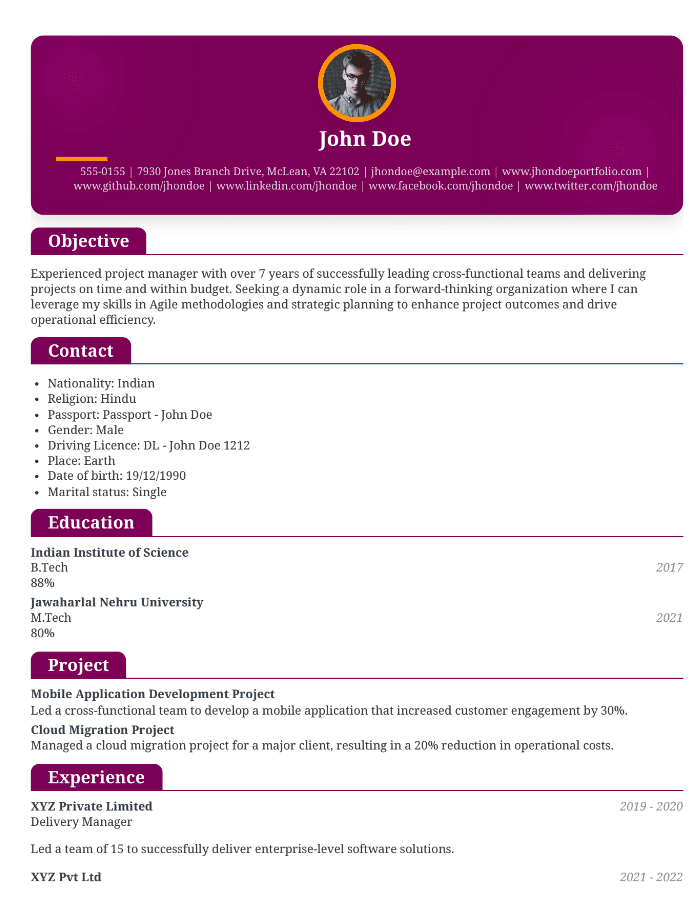 John Doe
555-0155 | 7930 Jones Branch Drive, McLean, VA 22102 | jhondoe@example.com | www.jhondoeportfolio.com |
www.github.com/jhondoe | www.linkedin.com/jhondoe | www.facebook.com/jhondoe | www.twitter.com/jhondoe
Objective
Experienced project manager with over 7 years of successfully leading cross-functional teams and delivering
projects on time and within budget. Seeking a dynamic role in a forward-thinking organization where I can
leverage my skills in Agile methodologies and strategic planning to enhance project outcomes and drive
operational efficiency.
Contact
• Nationality: Indian
• Religion: Hindu
• Passport: Passport - John Doe
• Gender: Male
• Driving Licence: DL - John Doe 1212
• Place: Earth
• Date of birth: 19/12/1990
• Marital status: Single
Education
Indian Institute of Science
B.Tech 2017
88%
Jawaharlal Nehru University
M.Tech 2021
80%
Project
Mobile Application Development Project
Led a cross-functional team to develop a mobile application that increased customer engagement by 30%.
Cloud Migration Project
Managed a cloud migration project for a major client, resulting in a 20% reduction in operational costs.
Experience
XYZ Private Limited 2019 - 2020
Delivery Manager
Led a team of 15 to successfully deliver enterprise-level software solutions.
XYZ Pvt Ltd 2021 - 2022